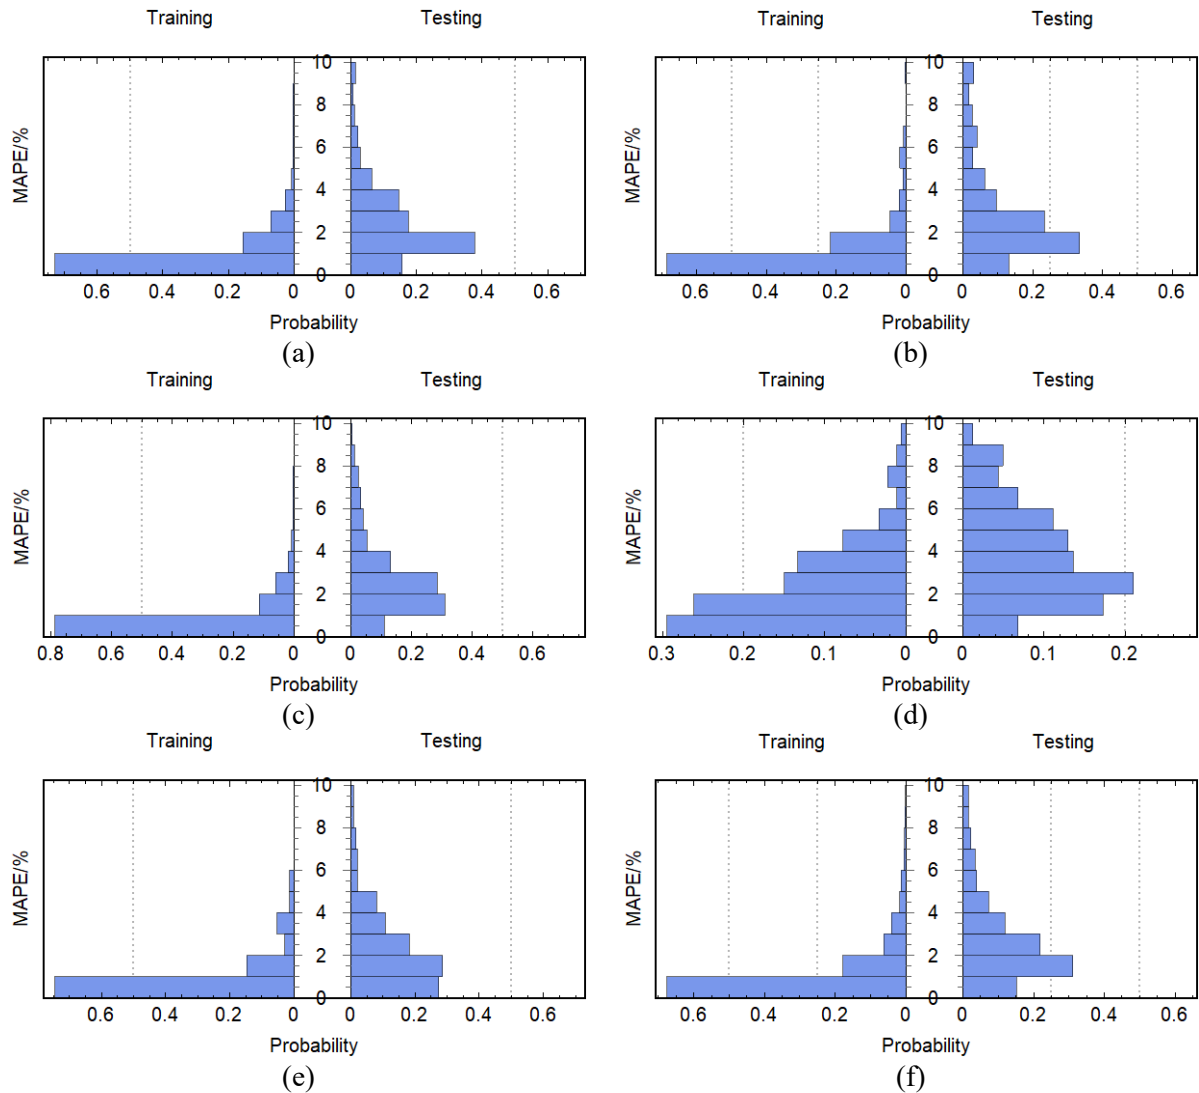 Training Testing Training Testing
10 10
8 8
MAPE/% 6 MAPE/% 6
4 4
2 2
0 0
0.6 0.4 0.2 0 0 0.2 0.4 0.6 0.6 0.4 0.2 0 0 0.2 0.4 0.6
Probability Probability
(a) (b)
Training Testing Training Testing
10 10
8 8
MAPE/% 6 MAPE/% 6
4 4
2 2
0 0
0.8 0.6 0.4 0.2 0 0 0.2 0.4 0.6 0.3 0.2 0.1 0 0 0.1 0.2
Probability Probability
(c) (d)
Training Testing Training Testing
10 10
8 8
MAPE/% 6 MAPE/% 6
4 4
2 2
0 0
0.6 0.4 0.2 0 0 0.2 0.4 0.6 0.6 0.4 0.2 0 0 0.2 0.4 0.6
Probability Probability
(e) (f)